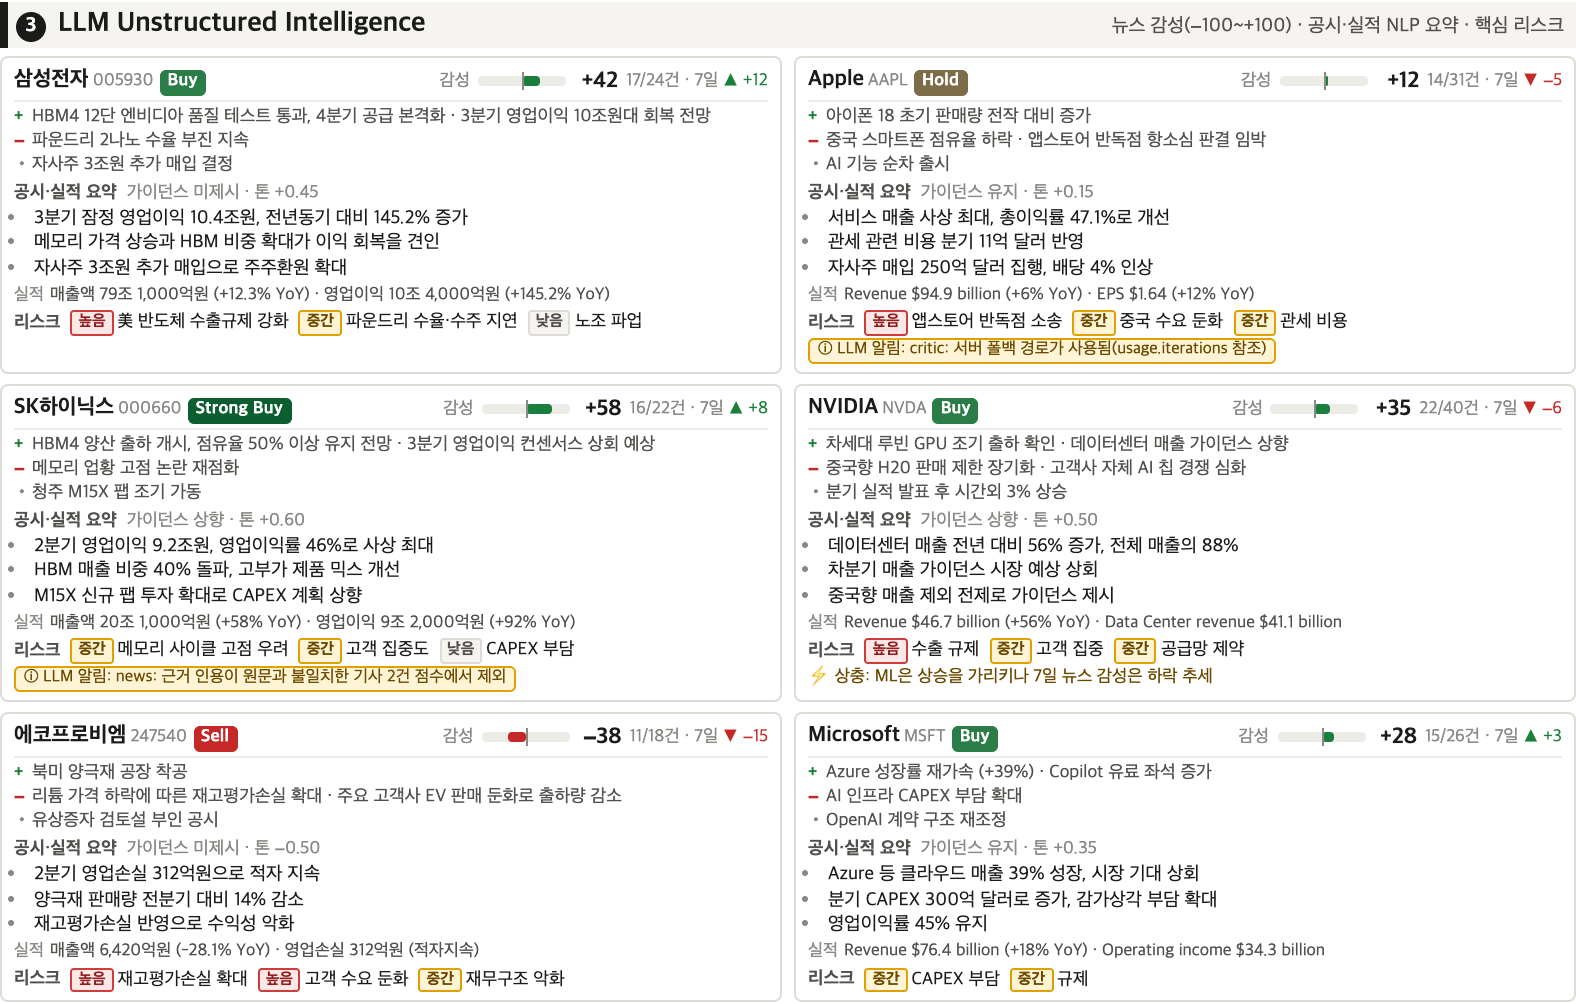 3 LLM Unstructured Intelligence
뉴스 감성(−100~+100) · 공시·실적 NLP 요약 · 핵심 리스크
삼성전자 005930 Buy 감성 +42 17/24건 · 7일 ▲ +12
+ HBM4 12단 엔비디아 품질 테스트 통과, 4분기 공급 본격화 · 3분기 영업이익 10조원대 회복 전망
− 파운드리 2나노 수율 부진 지속
• 자사주 3조원 추가 매입 결정
공시·실적 요약 가이던스 미제시 · 톤 +0.45
• 3분기 잠정 영업이익 10.4조원, 전년동기 대비 145.2% 증가
• 메모리 가격 상승과 HBM 비중 확대가 이익 회복을 견인
• 자사주 3조원 추가 매입으로 주주환원 확대
실적 매출액 79조 1,000억원 (+12.3% YoY) · 영업이익 10조 4,000억원 (+145.2% YoY)
리스크 높음 美 반도체 수출규제 강화 중간 파운드리 수율·수주 지연 낮음 노조 파업
Apple AAPL Hold 감성 +12 14/31건 · 7일 ▼ −5
+ 아이폰 18 초기 판매량 전작 대비 증가
− 중국 스마트폰 점유율 하락 · 앱스토어 반독점 항소심 판결 임박
• AI 기능 순차 출시
공시·실적 요약 가이던스 유지 · 톤 +0.15
• 서비스 매출 사상 최대, 총이익률 47.1%로 개선
• 관세 관련 비용 분기 11억 달러 반영
• 자사주 매입 250억 달러 집행, 배당 4% 인상
실적 Revenue $94.9 billion (+6% YoY) · EPS $1.64 (+12% YoY)
리스크 높음 앱스토어 반독점 소송 중간 중국 수요 둔화 중간 관세 비용
ⓘ LLM 알림: critic: 서버 폴백 경로가 사용됨(usage.iterations 참조)
SK하이닉스 000660 Strong Buy 감성 +58 16/22건 · 7일 ▲ +8
+ HBM4 양산 출하 개시, 점유율 50% 이상 유지 전망 · 3분기 영업이익 컨센서스 상회 예상
− 메모리 업황 고점 논란 재점화
• 청주 M15X 팹 조기 가동
공시·실적 요약 가이던스 상향 · 톤 +0.60
• 2분기 영업이익 9.2조원, 영업이익률 46%로 사상 최대
• HBM 매출 비중 40% 돌파, 고부가 제품 믹스 개선
• M15X 신규 팹 투자 확대로 CAPEX 계획 상향
실적 매출액 20조 1,000억원 (+58% YoY) · 영업이익 9조 2,000억원 (+92% YoY)
리스크 중간 메모리 사이클 고점 우려 중간 고객 집중도 낮음 CAPEX 부담
ⓘ LLM 알림: news: 근거 인용이 원문과 불일치한 기사 2건 점수에서 제외
NVIDIA NVDA Buy 감성 +35 22/40건 · 7일 ▼ −6
+ 차세대 루빈 GPU 조기 출하 확인 · 데이터센터 매출 가이던스 상향
− 중국향 H20 판매 제한 장기화 · 고객사 자체 AI 칩 경쟁 심화
• 분기 실적 발표 후 시간외 3% 상승
공시·실적 요약 가이던스 상향 · 톤 +0.50
• 데이터센터 매출 전년 대비 56% 증가, 전체 매출의 88%
• 차분기 매출 가이던스 시장 예상 상회
• 중국향 매출 제외 전제로 가이던스 제시
실적 Revenue $46.7 billion (+56% YoY) · Data Center revenue $41.1 billion
리스크 높음 수출 규제 중간 고객 집중 중간 공급망 제약
⚡ 상충: ML은 상승을 가리키나 7일 뉴스 감성은 하락 추세
에코프로비엠 247540 Sell 감성 −38 11/18건 · 7일 ▼ −15
+ 북미 양극재 공장 착공
− 리튬 가격 하락에 따른 재고평가손실 확대 · 주요 고객사 EV 판매 둔화로 출하량 감소
• 유상증자 검토설 부인 공시
공시·실적 요약 가이던스 미제시 · 톤 −0.50
• 2분기 영업손실 312억원으로 적자 지속
• 양극재 판매량 전분기 대비 14% 감소
• 재고평가손실 반영으로 수익성 악화
실적 매출액 6,420억원 (-28.1% YoY) · 영업손실 312억원 (적자지속)
리스크 높음 재고평가손실 확대 높음 고객 수요 둔화 중간 재무구조 악화
Microsoft MSFT Buy 감성 +28 15/26건 · 7일 ▲ +3
+ Azure 성장률 재가속 (+39%) · Copilot 유료 좌석 증가
− AI 인프라 CAPEX 부담 확대
• OpenAI 계약 구조 재조정
공시·실적 요약 가이던스 유지 · 톤 +0.35
• Azure 등 클라우드 매출 39% 성장, 시장 기대 상회
• 분기 CAPEX 300억 달러로 증가, 감가상각 부담 확대
• 영업이익률 45% 유지
실적 Revenue $76.4 billion (+18% YoY) · Operating income $34.3 billion
리스크 중간 CAPEX 부담 중간 규제